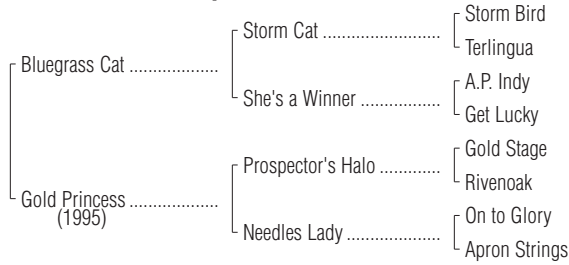 Storm Bird
Storm Cat ......................
Terlingua
Bluegrass Cat .................
A.P. Indy
She's a Winner ...............
Get Lucky
Gold Stage
Prospector's Halo ............
Rivenoak
Gold Princess .................
(1995)
On to Glory
Needles Lady ..................
Apron Strings